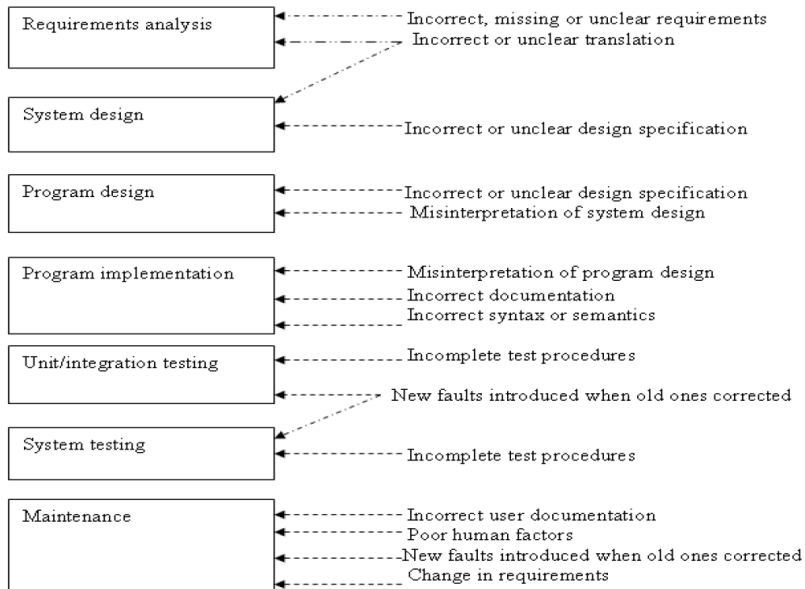 Requirements analysis
Incorrect, missing or unclear requirements
Incorrect or unclear translation
System design
Incorrect or unclear design specification
Program design
Incorrect or unclear design specification
Misinterpretation of system design
Program implementation
Misinterpretation of program design
Incorrect documentation
Incorrect syntax or semantics
Unit/integration testing
Incomplete test procedures
New faults introduced when old ones corrected
System testing
Incomplete test procedures
Maintenance
Incorrect user documentation
Poor human factors
New faults introduced when old ones corrected
Change in requirements